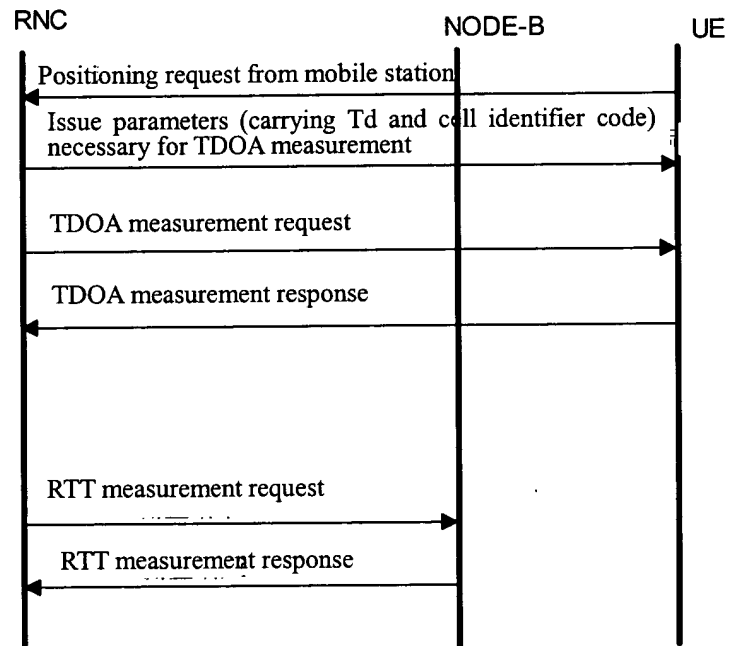 RNC
NODE-B
UE
Positioning request from mobile station
Issue parameters (carrying Td and cell identifier code)
necessary for TDOA measurement
TDOA measurement request
TDOA measurement response
RTT measurement request
RTT measurement response